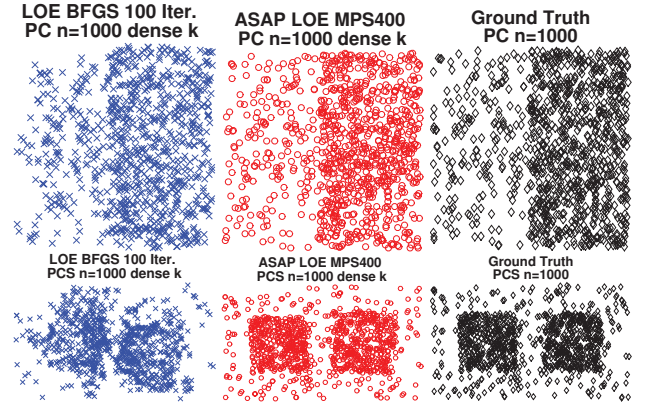 LOE BFGS 100 Iter.
PC n=1000 dense k
ASAP LOE MPS400
PC n=1000 dense k
Ground Truth
PC n=1000
LOE BFGS 100 Iter.
PCS n=1000 dense k
ASAP LOE MPS400
PCS n=1000 dense k
Ground Truth
PCS n=1000